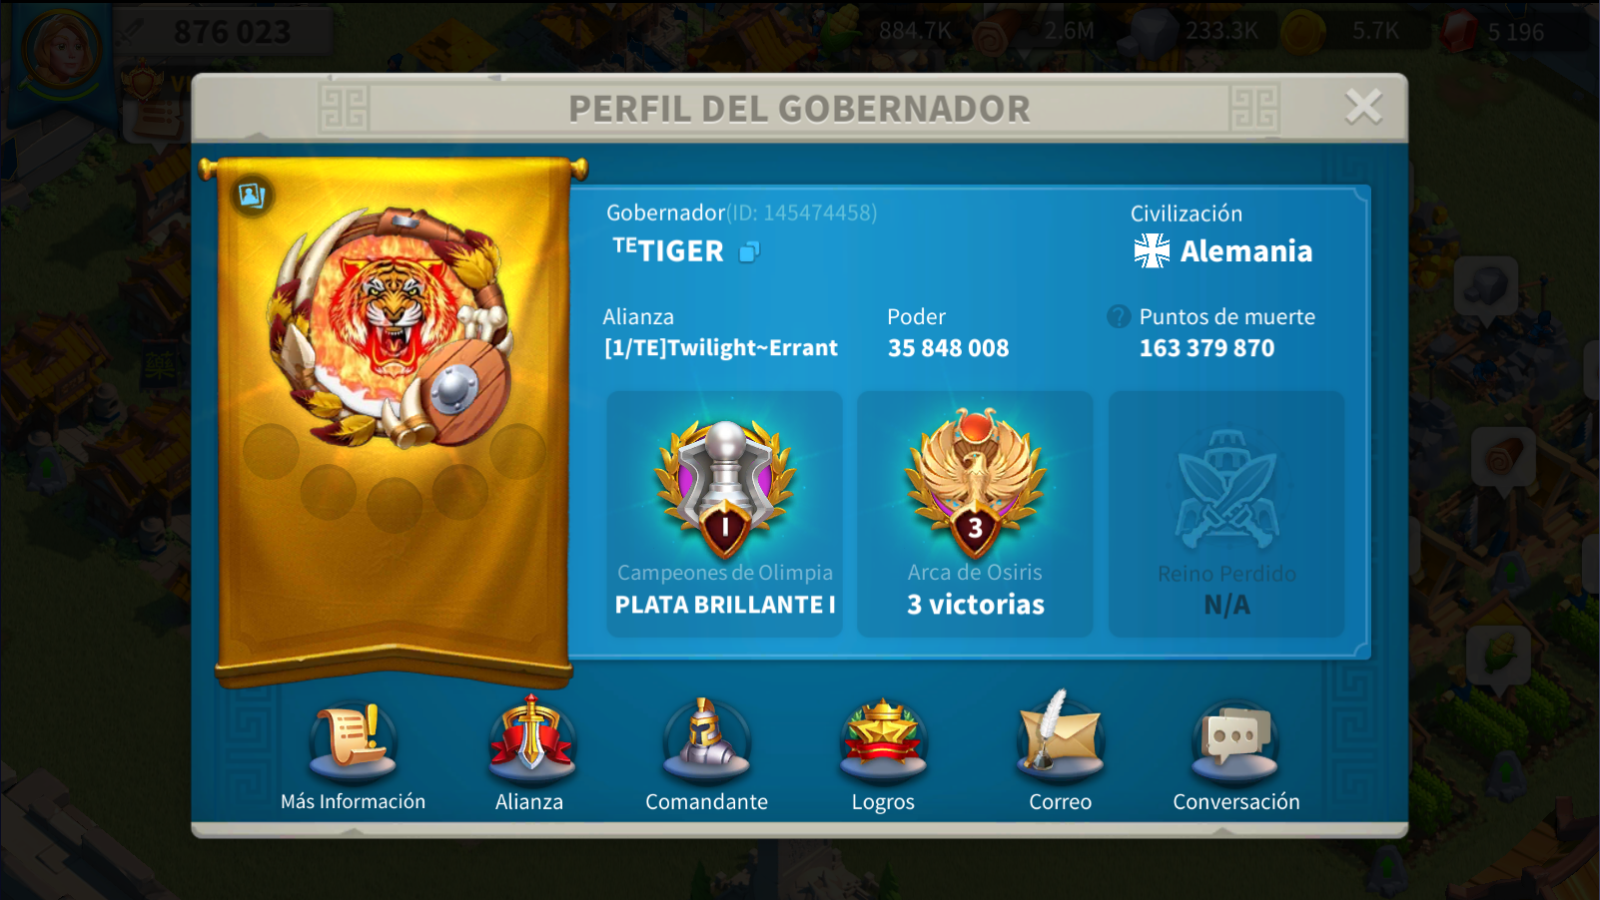 876 023
884.7K
2.6M
233.3K
5.7K
5 196
PERFIL DEL GOBERNADOR
Gobernador(ID: 145474458)
ᵀᴱTIGER
Civilización
Alemania
Alianza
[1/TE]Twilight~Errant
Poder
35 848 008
? Puntos de muerte
163 379 870
I
Campeones de Olimpia
PLATA BRILLANTE I
3
Arca de Osiris
3 victorias
Reino Perdido
N/A
Más Información
Alianza
Comandante
Logros
Correo
Conversación